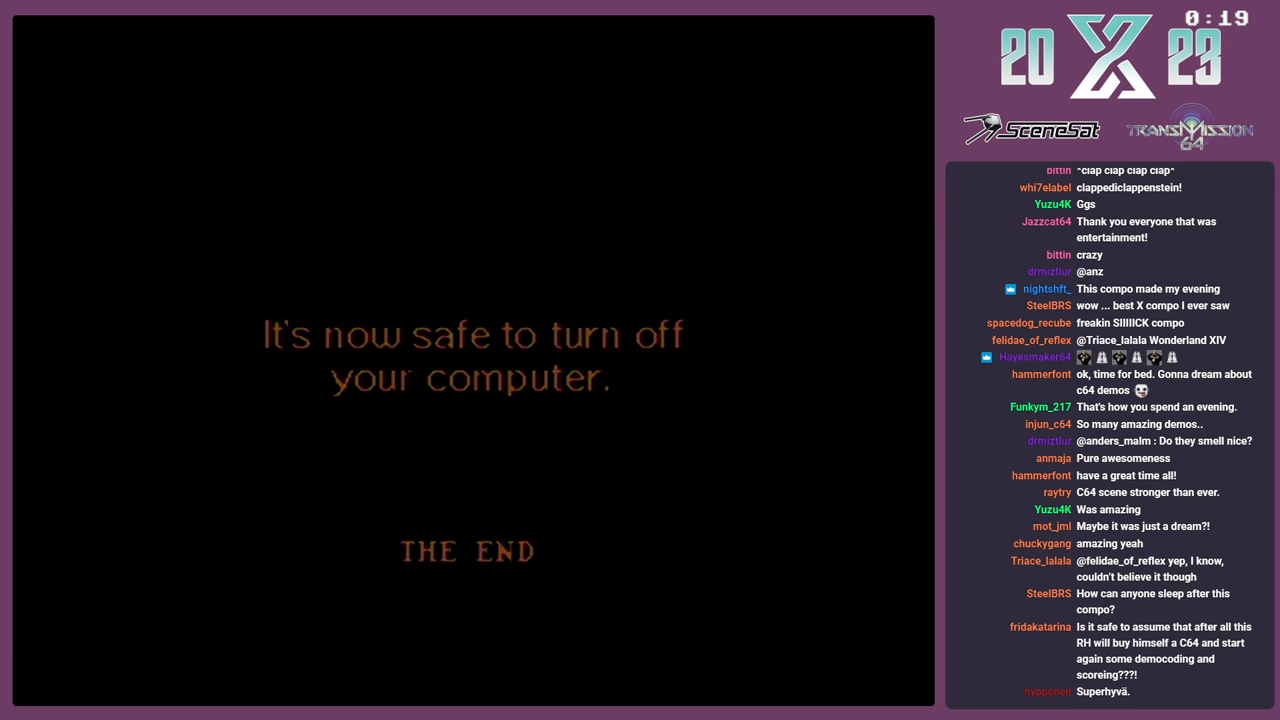 It's now safe to turn off
your computer.
THE END
0:19
20 X 23
SceneSat
TRANSMISSION
64
bittin *clap clap clap clap*
whi7elabel clappediclappenstein!
Yuzu4K Ggs
Jazzcat64 Thank you everyone that was
entertainment!
bittin crazy
drmiztlur @anz
nightshft_ This compo made my evening
SteelBRS wow ... best X compo I ever saw
spacedog_recube freakin SIIIIICK compo
felidae_of_reflex @Triace_lalala Wonderland XIV
Hayesmaker64
hammerfont ok, time for bed. Gonna dream about
c64 demos
Funkym_217 That's how you spend an evening.
injun_c64 So many amazing demos..
drmiztlur @anders_malm : Do they smell nice?
anmaja Pure awesomeness
hammerfont have a great time all!
raytry C64 scene stronger than ever.
Yuzu4K Was amazing
mot_jml Maybe it was just a dream?!
chuckygang amazing yeah
Triace_lalala @felidae_of_reflex yep, I know,
couldn't believe it though
SteelBRS How can anyone sleep after this
compo?
fridakatarina Is it safe to assume that after all this
RH will buy himself a C64 and start
again some democoding and
scoreing???!
hypponen Superhyvä.